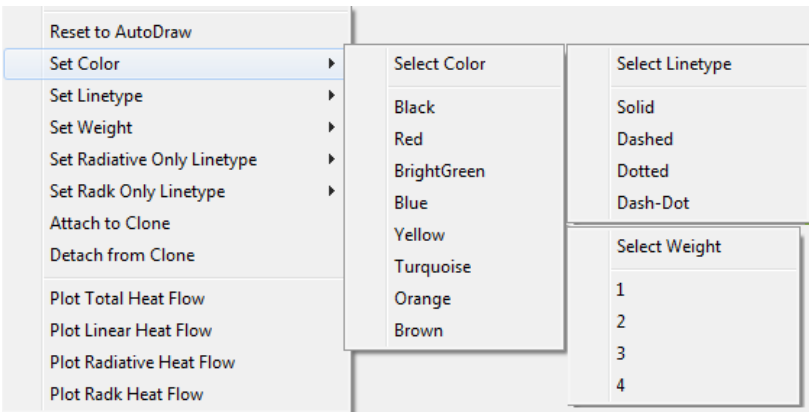 Reset to AutoDraw
Set Color
Set Linetype
Set Weight
Set Radiative Only Linetype
Set Radk Only Linetype
Attach to Clone
Detach from Clone
Plot Total Heat Flow
Plot Linear Heat Flow
Plot Radiative Heat Flow
Plot Radk Heat Flow
Select Color
Black
Red
BrightGreen
Blue
Yellow
Turquoise
Orange
Brown
Select Linetype
Solid
Dashed
Dotted
Dash-Dot
Select Weight
1
2
3
4